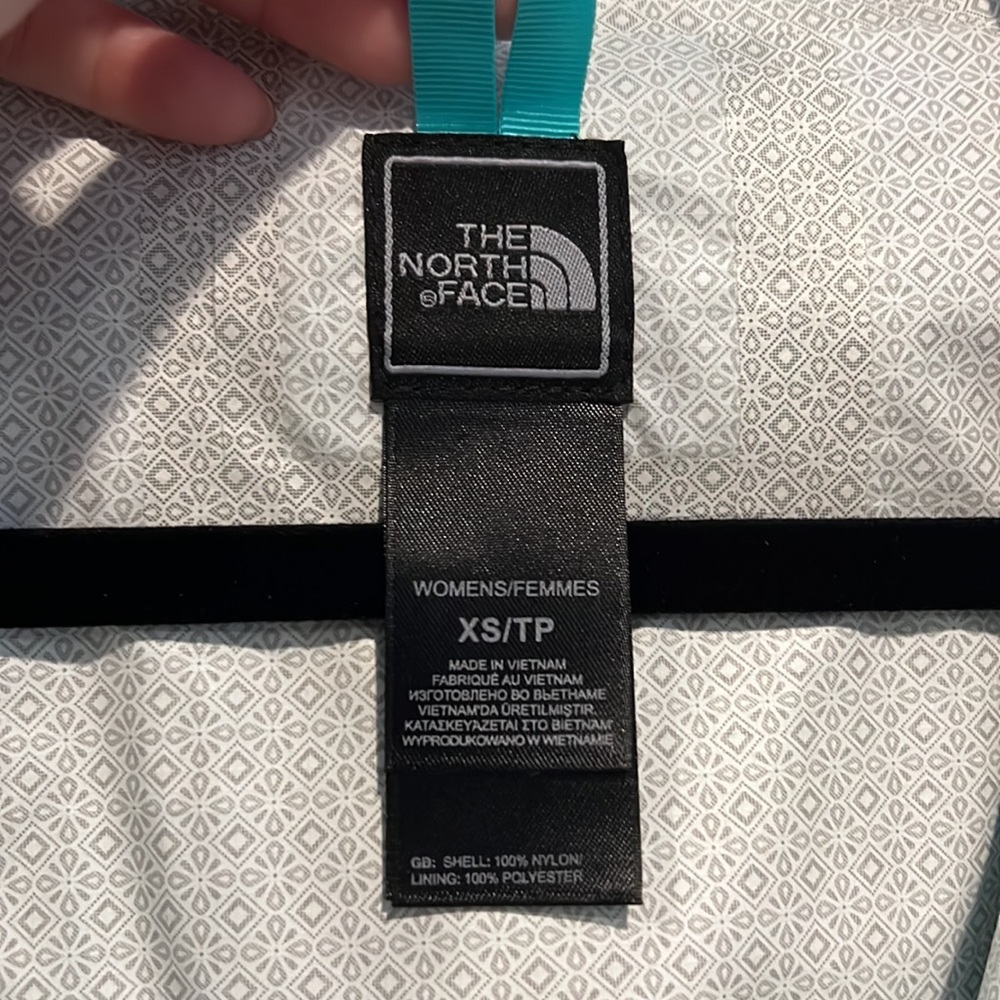 THE
NORTH
®FACE
WOMENS/FEMMES
XS/TP
MADE IN VIETNAM
FABRIQUÉ AU VIETNAM
ИЗГОТОВЛЕНО ВО ВЬЕТНАМЕ
VIETNAM'DA ÜRETILMIŞTIR.
ΚΑΤΑΣΚΕΥΆΖΕΤΑΙ ΣΤΟ ΒΙΕΤΝΆΜ
WYPRODUKOWANO W WIETNAMIE
GB: SHELL: 100% NYLON/
LINING: 100% POLYESTER